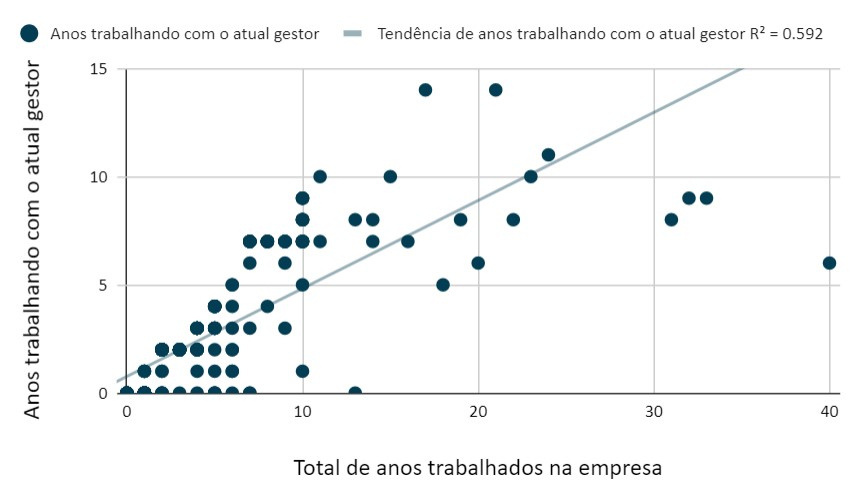 Anos trabalhando com o atual gestor
Tendência de anos trabalhando com o atual gestor R² = 0.592
Anos trabalhando com o atual gestor
15
10
5
0
0 10 20 30 40
Total de anos trabalhados na empresa